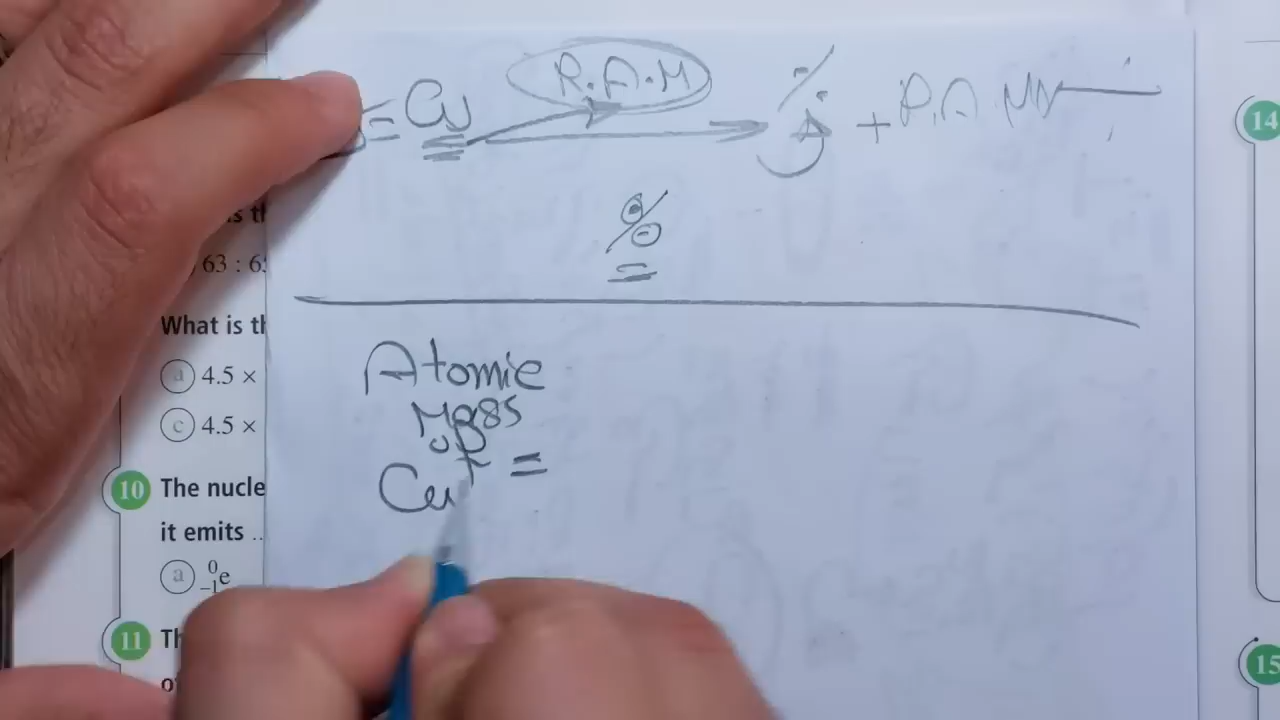 = Cu R.A.M % + R.A.M
%
Atomic
Mass
of
Cu =
63 : 6
What is th
a 4.5 ×
c 4.5 ×
10 The nucle
it emits ..
a ⁰₋₁e
11 Th
14
15